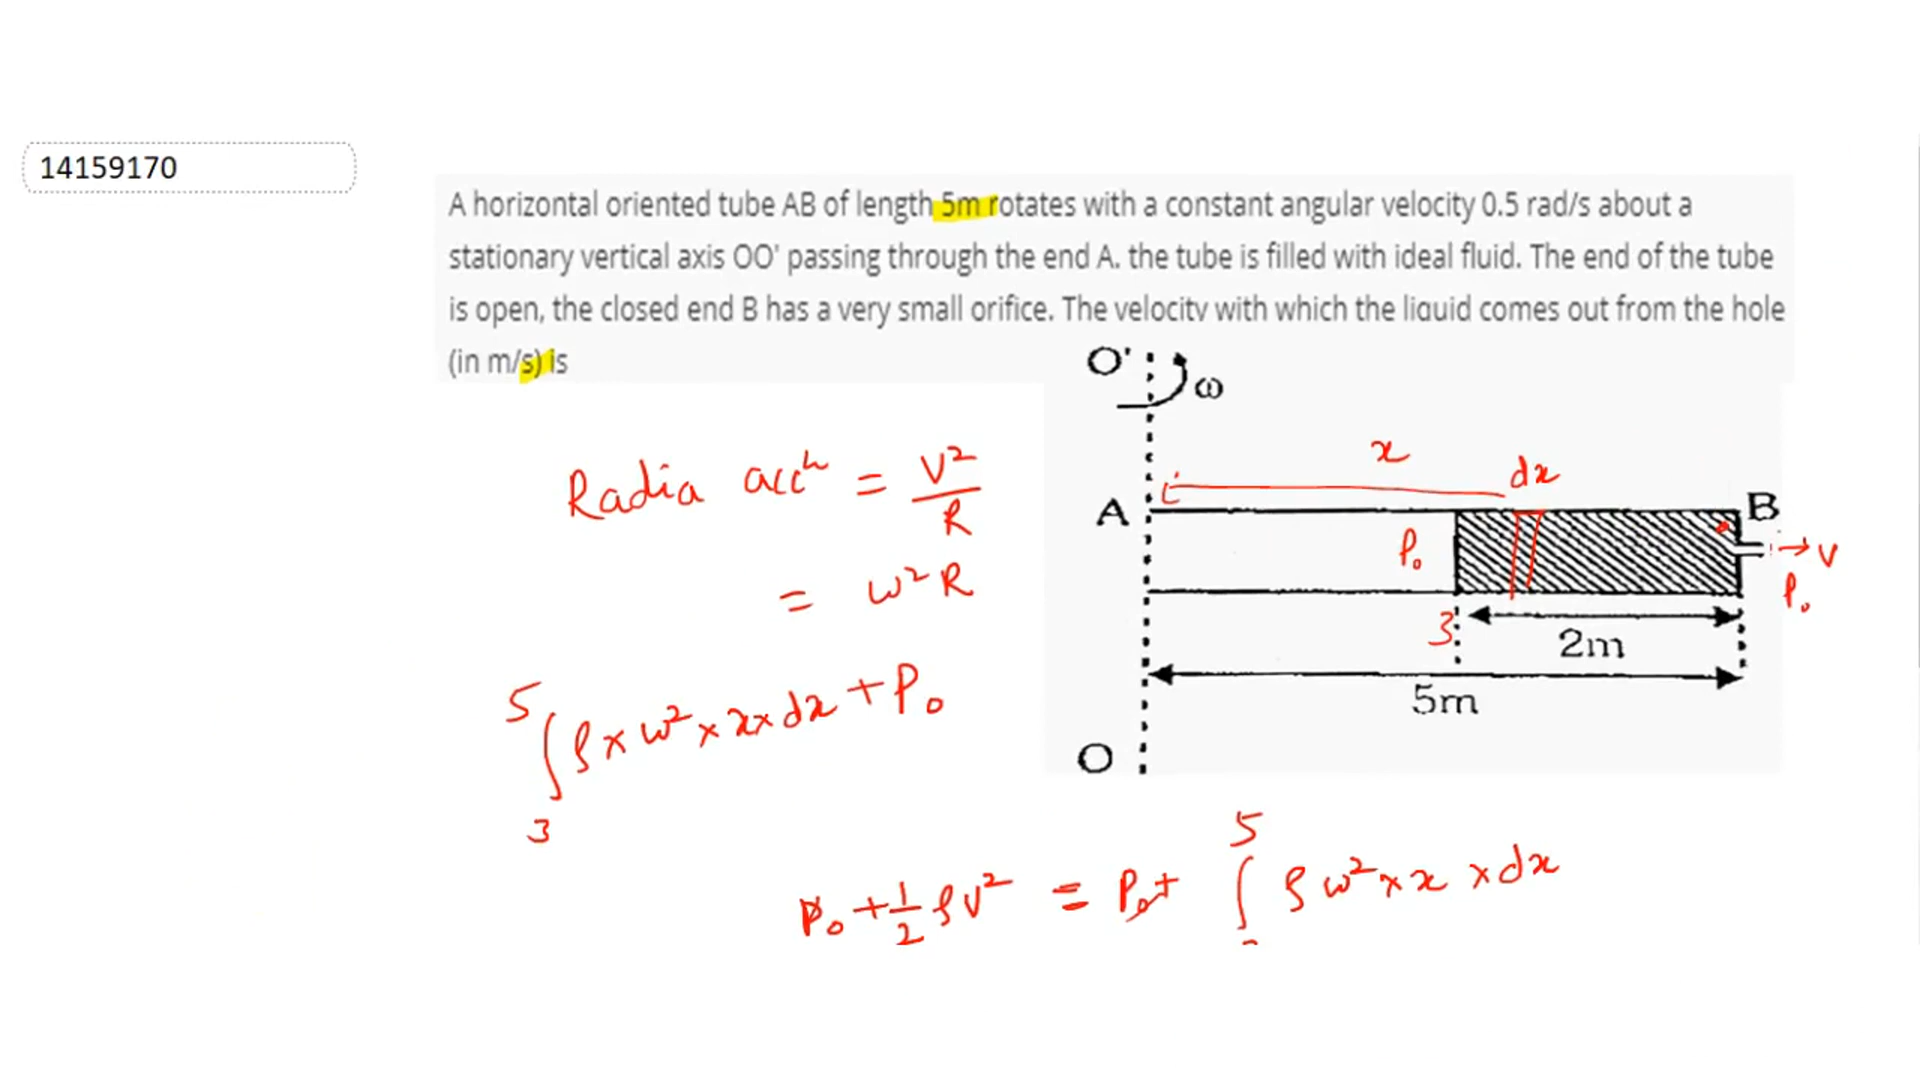 14159170
A horizontal oriented tube AB of length 5m rotates with a constant angular velocity 0.5 rad/s about a
stationary vertical axis OO' passing through the end A. the tube is filled with ideal fluid. The end of the tube
is open, the closed end B has a very small orifice. The velocity with which the liquid comes out from the hole
(in m/s) is
O' ω
x dx
A B
P₀ → v
P₀
3 2m
5m
O
Radia accⁿ = V²/R
= ω²R
∫₃⁵ ρ × ω² × x × dx + P₀
P₀ + 1/2 ρv² = P₀ + ∫⁵ ρω² × x × dx